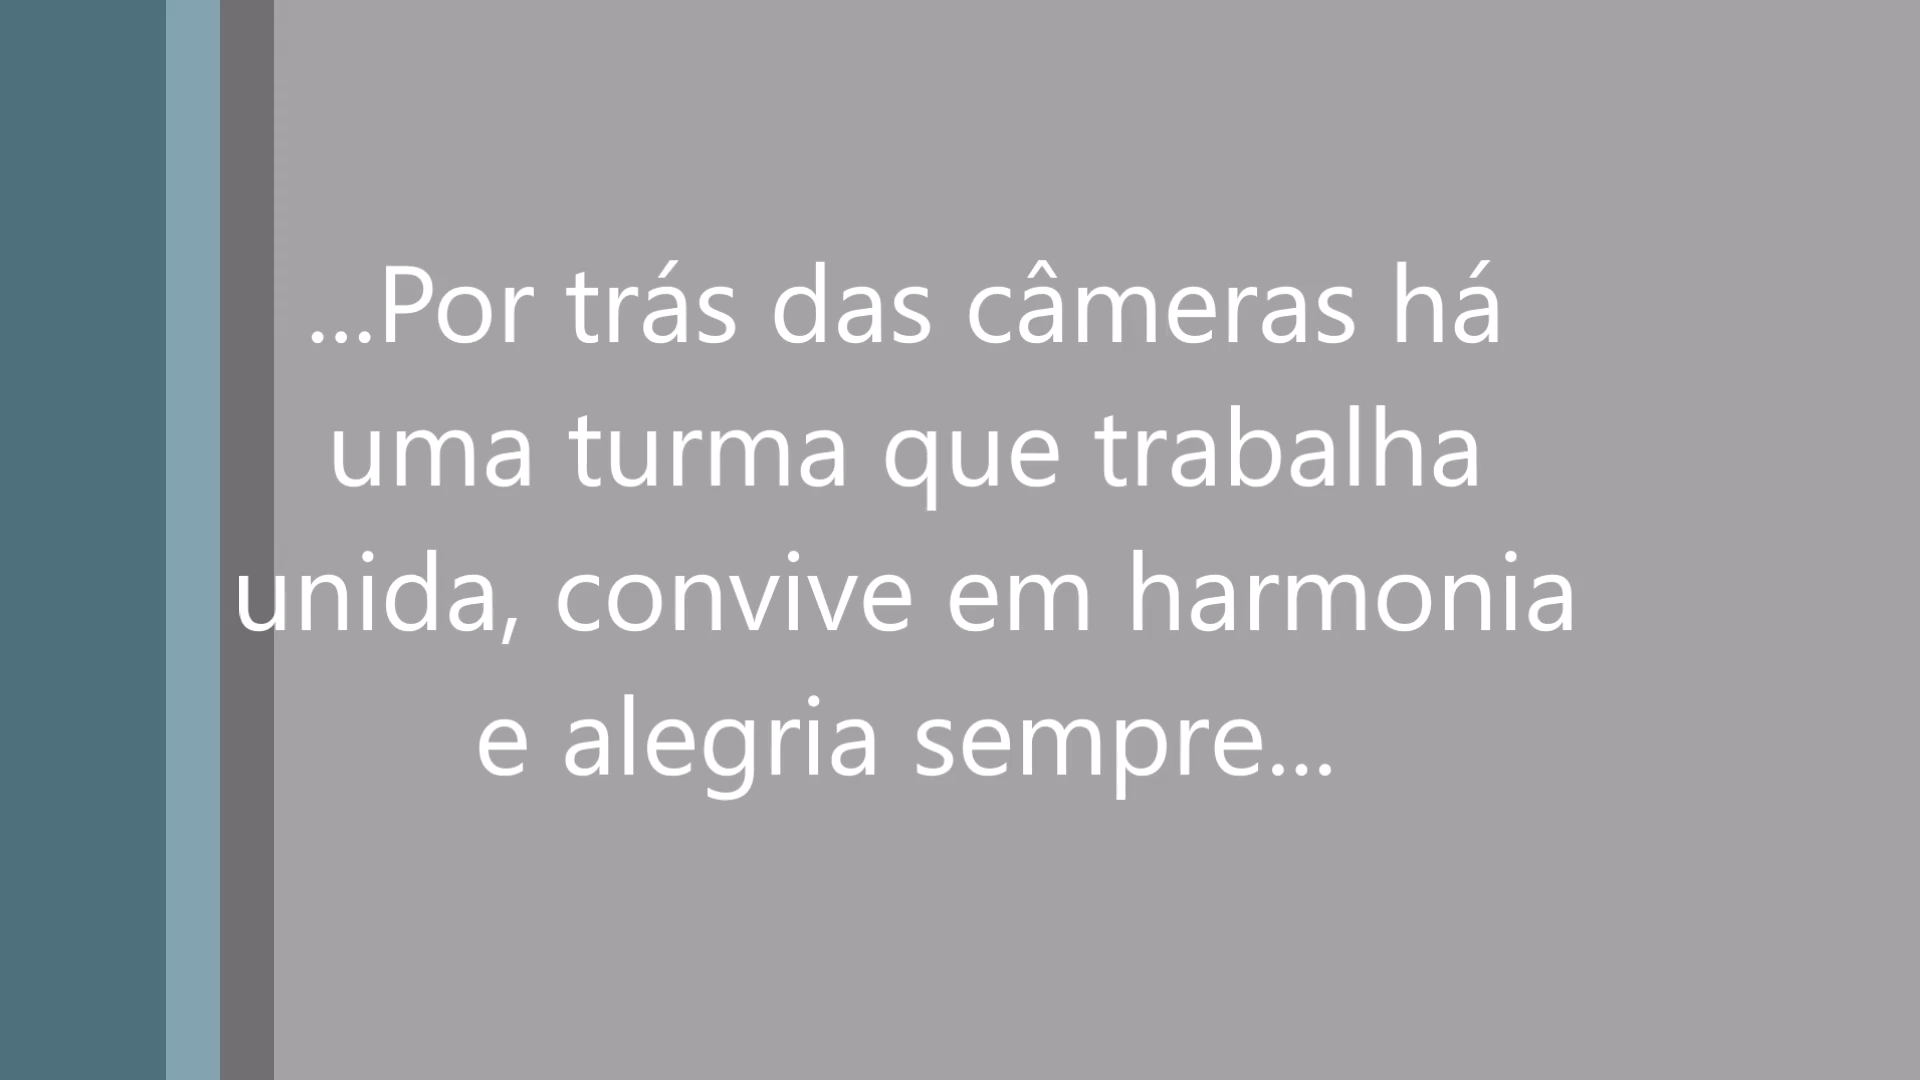 ...Por trás das câmeras há
uma turma que trabalha
unida, convive em harmonia
e alegria sempre...